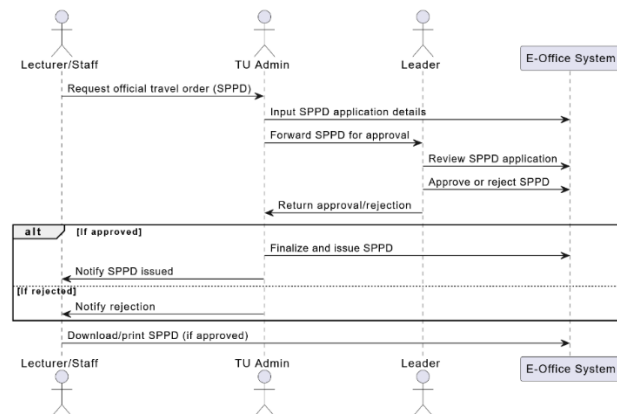 Lecturer/Staff TU Admin Leader E-Office System
Request official travel order (SPPD)
Input SPPD application details
Forward SPPD for approval
Review SPPD application
Approve or reject SPPD
Return approval/rejection
alt [If approved]
Finalize and issue SPPD
Notify SPPD issued
[If rejected]
Notify rejection
Download/print SPPD (if approved)
Lecturer/Staff TU Admin Leader E-Office System